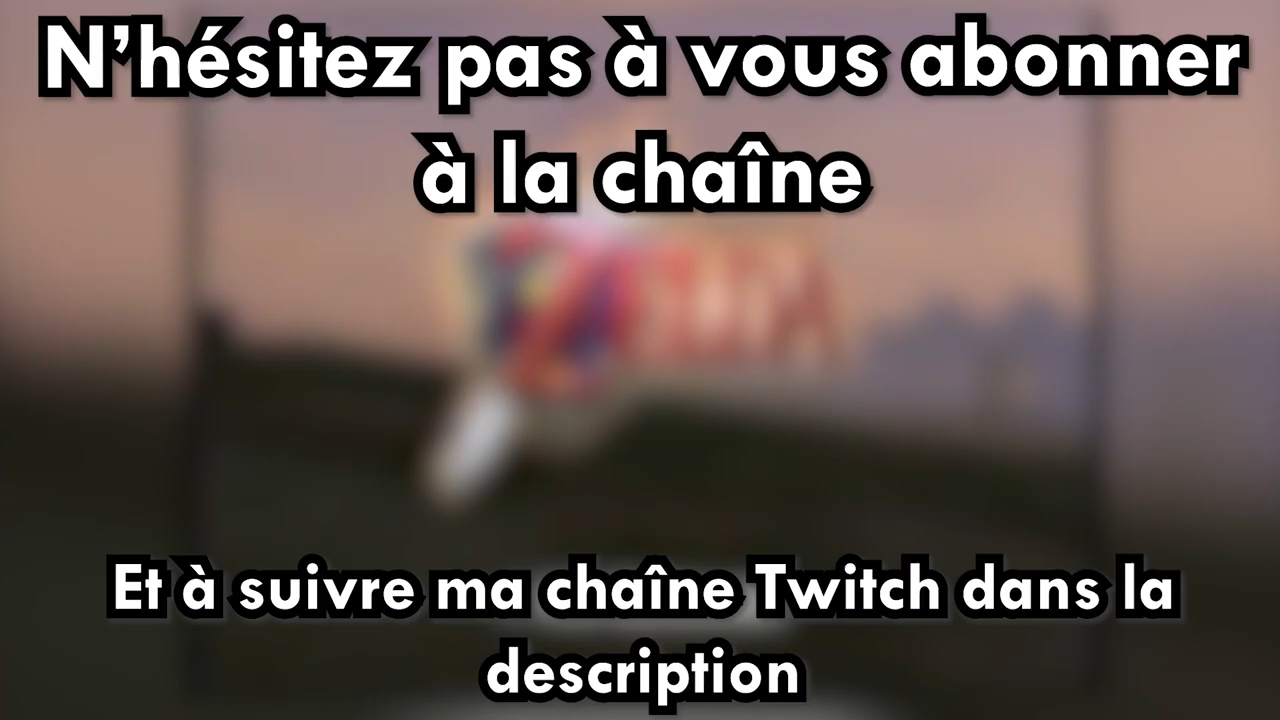 N’hésitez pas à vous abonner
à la chaîne
Et à suivre ma chaîne Twitch dans la
description